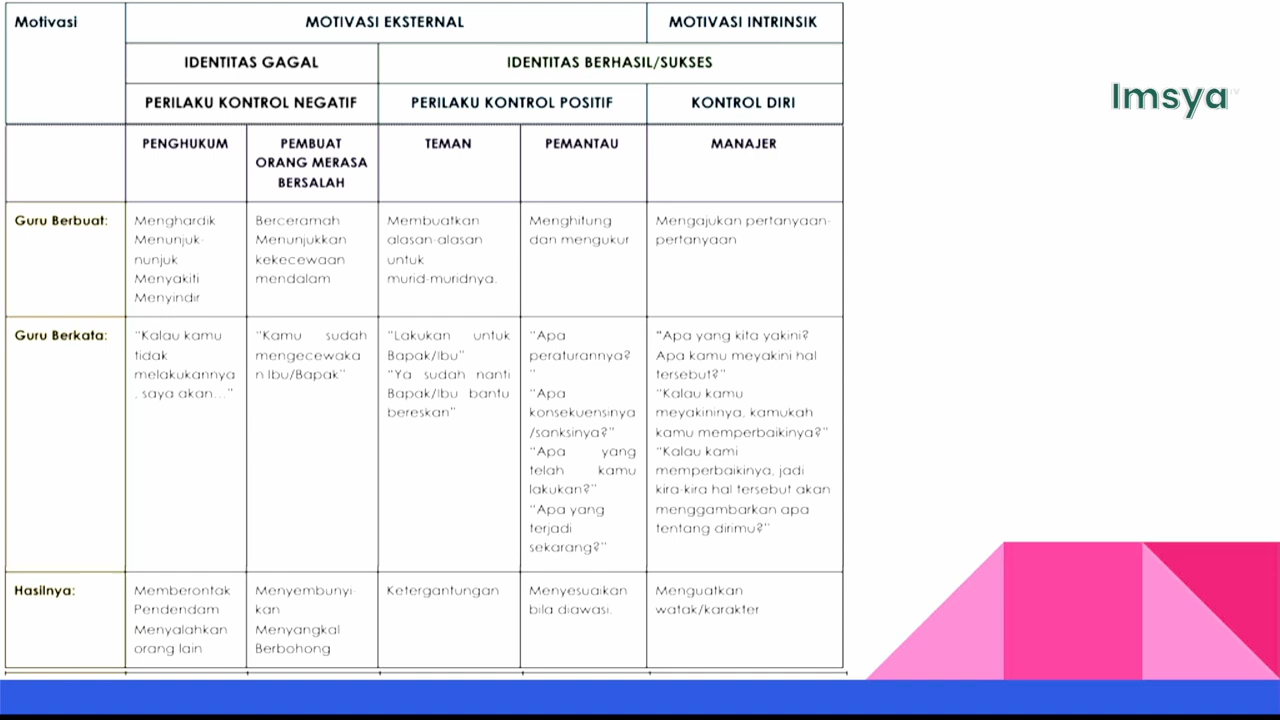 Motivasi
MOTIVASI EKSTERNAL
MOTIVASI INTRINSIK
IDENTITAS GAGAL
IDENTITAS BERHASIL/SUKSES
PERILAKU KONTROL NEGATIF
PERILAKU KONTROL POSITIF
KONTROL DIRI
PENGHUKUM
PEMBUAT
ORANG MERASA
BERSALAH
TEMAN
PEMANTAU
MANAJER
Guru Berbuat:
Menghardik
Menunjuk-
nunjuk
Menyakiti
Menyindir
Berceramah
Menunjukkan
kekecewaan
mendalam
Membuatkan
alasan-alasan
untuk
murid-muridnya.
Menghitung
dan mengukur
Mengajukan pertanyaan-
pertanyaan
Guru Berkata:
"Kalau kamu
tidak
melakukannya
, saya akan..."
"Kamu sudah
mengecewaka
n Ibu/Bapak"
"Lakukan untuk
Bapak/Ibu"
"Ya sudah nanti
Bapak/Ibu bantu
bereskan"
"Apa
peraturannya?
"
"Apa
konsekuensinya
/sanksinya?"
"Apa yang
telah kamu
lakukan?"
"Apa yang
terjadi
sekarang?"
"Apa yang kita yakini?
Apa kamu meyakini hal
tersebut?"
"Kalau kamu
meyakininya, kamukah
kamu memperbaikinya?"
"Kalau kami
memperbaikinya, jadi
kira-kira hal tersebut akan
menggambarkan apa
tentang dirimu?"
Hasilnya:
Memberontak
Pendendam
Menyalahkan
orang lain
Menyembunyi-
kan
Menyangkal
Berbohong
Ketergantungan
Menyesuaikan
bila diawasi.
Menguatkan
watak/karakter
Imsya TV